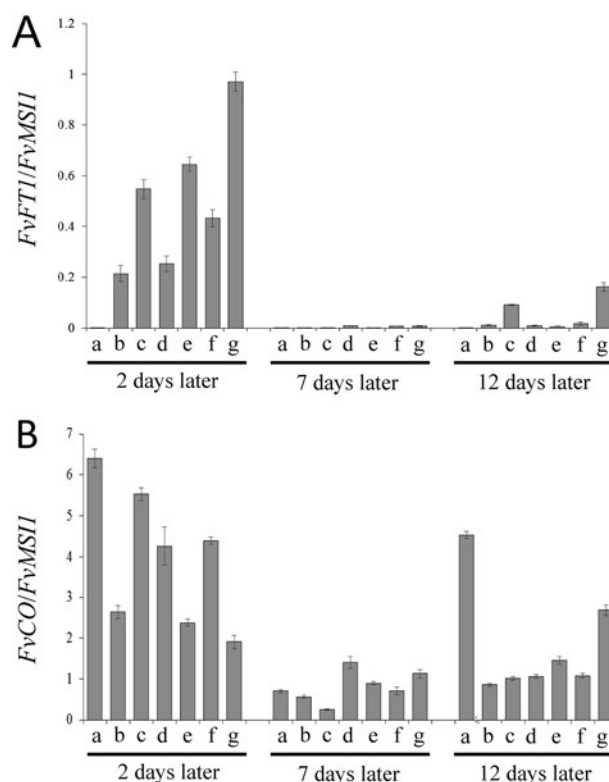 A
FvFT1/FvMSI1
1.2
1
0.8
0.6
0.4
0.2
0
a b c d e f g a b c d e f g a b c d e f g
2 days later 7 days later 12 days later
B
FvCO/FvMSI1
7
6
5
4
3
2
1
0
a b c d e f g a b c d e f g a b c d e f g
2 days later 7 days later 12 days later